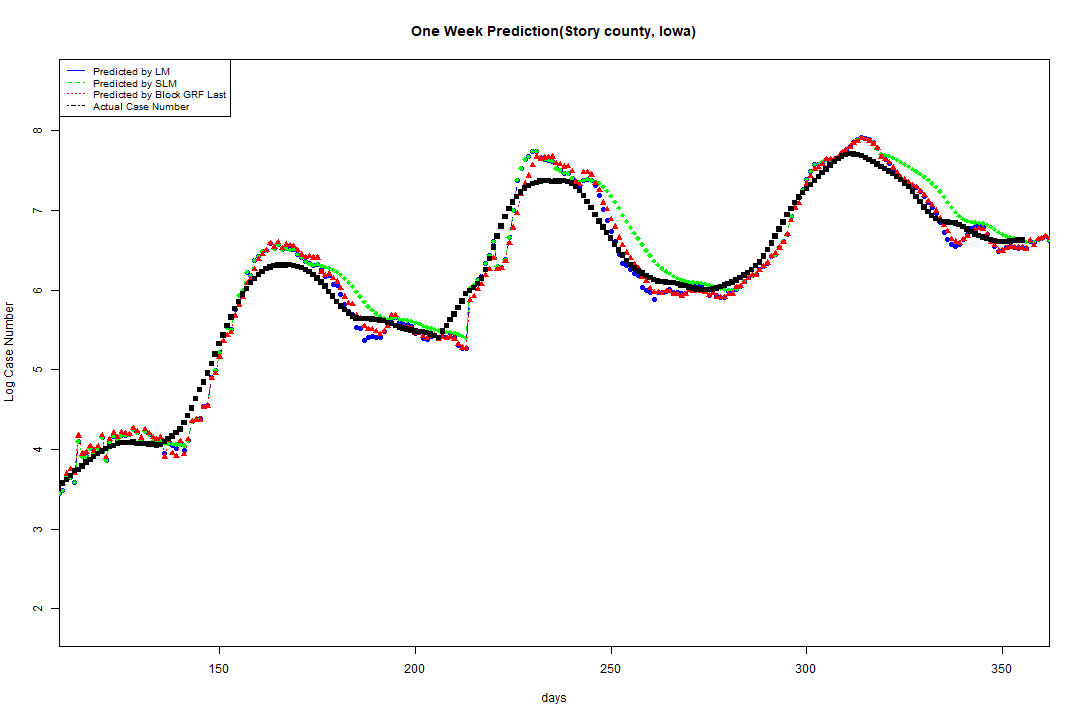 One Week Prediction(Story county, Iowa)
Predicted by LM
Predicted by SLM
Predicted by Block GRF Last
Actual Case Number
8
7
6
5
4
3
2
Log Case Number
150 200 250 300 350
days